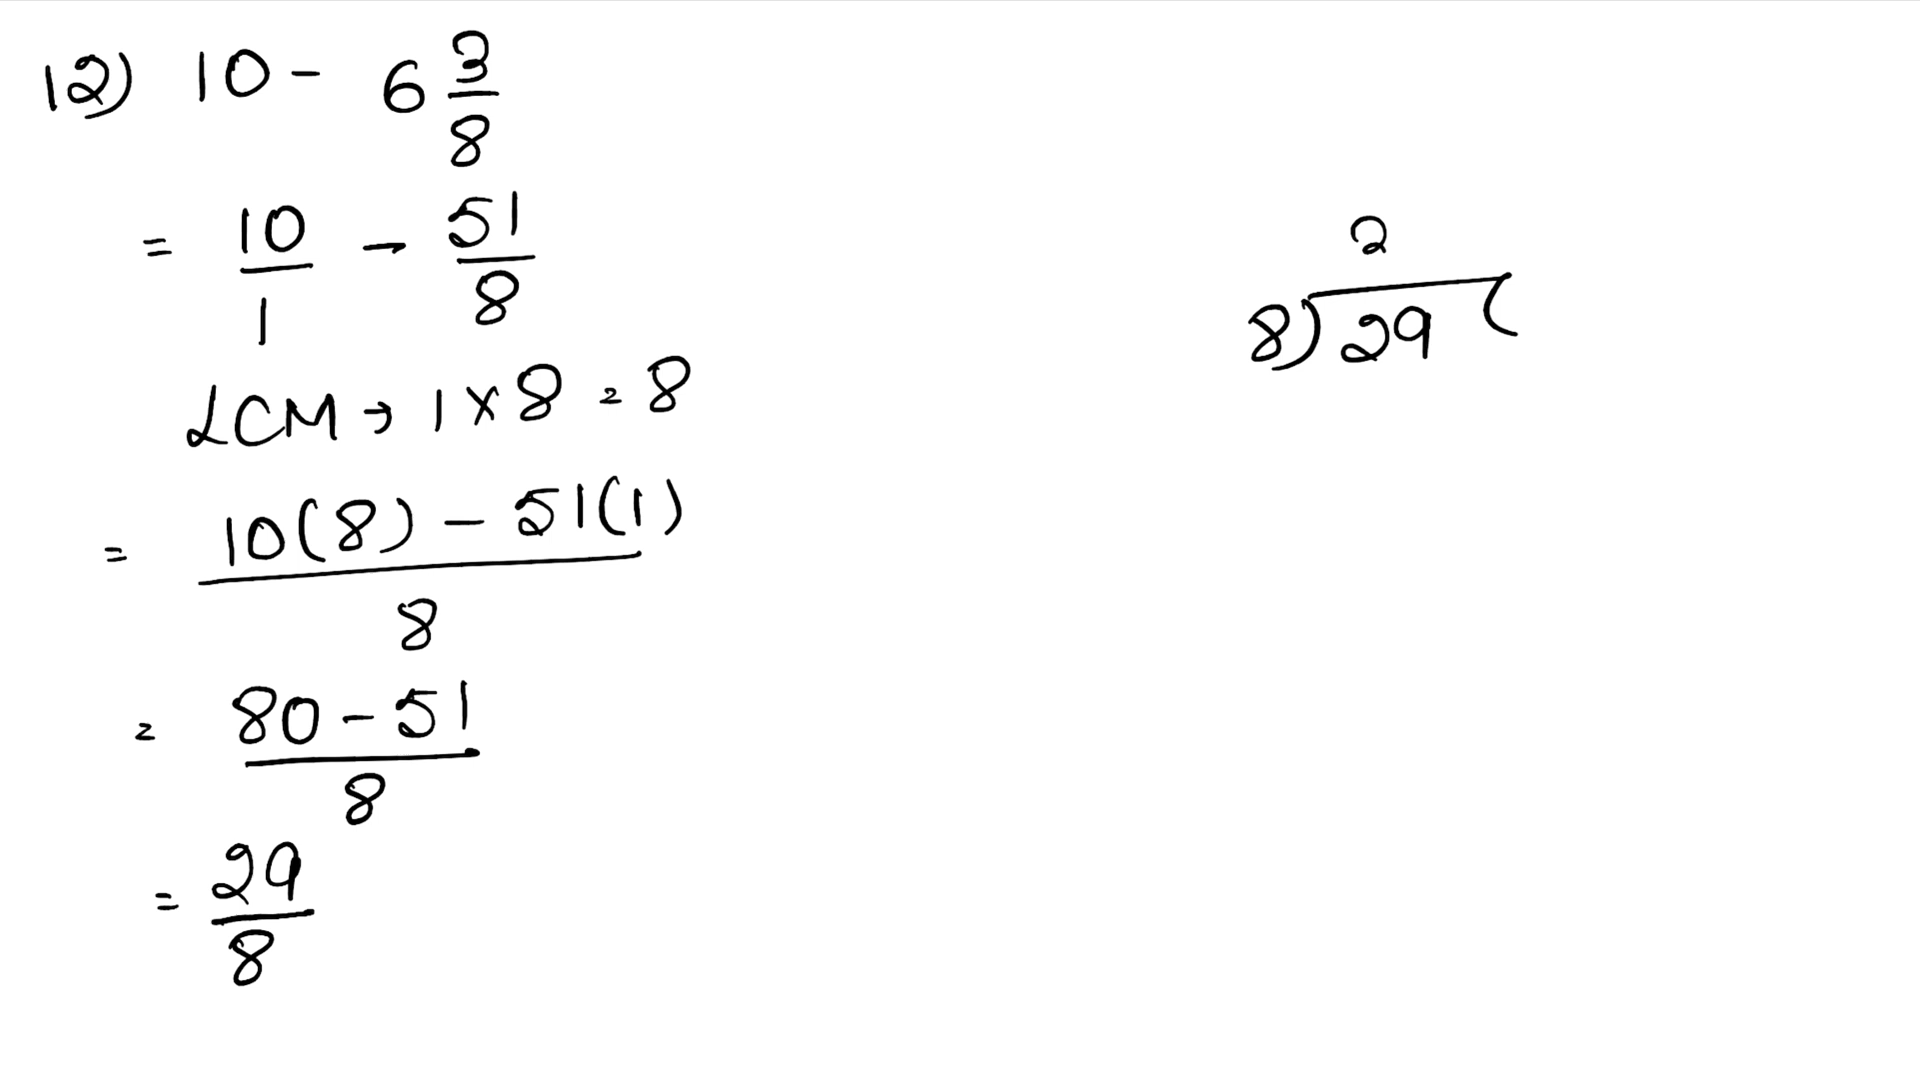 12) 10 - 6 3/8
= 10/1 - 51/8
LCM → 1 × 8 = 8
= 10(8) - 51(1) / 8
= 80 - 51 / 8
= 29/8
2
8) 29 (